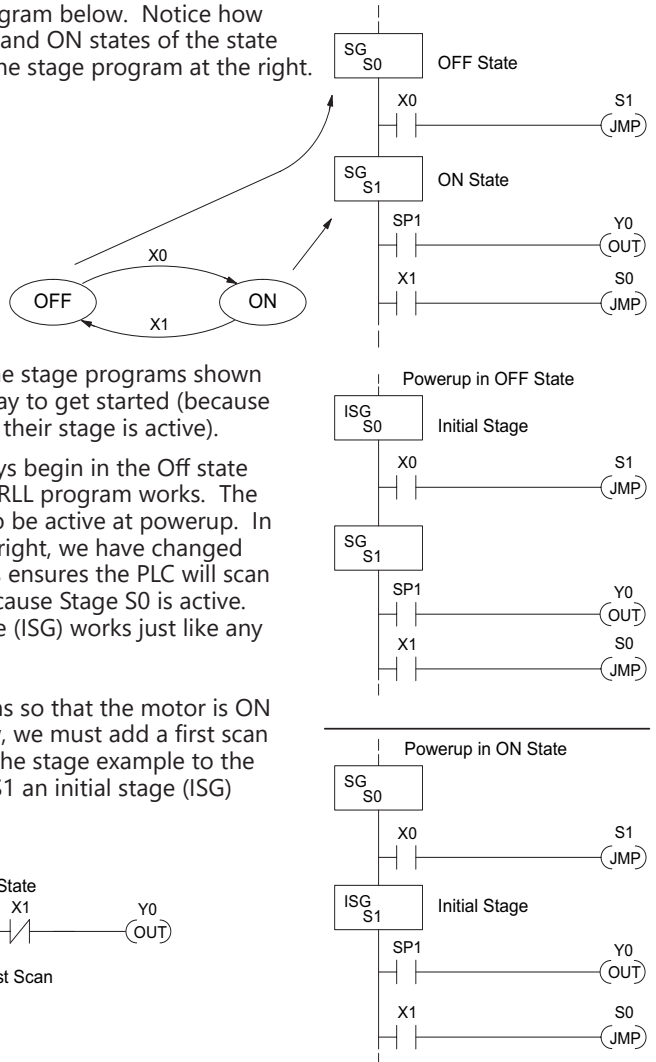 gram below. Notice how
and ON states of the state
ne stage program at the right.
SG
S0
OFF State
X0
S1
JMP
SG
S1
ON State
SP1
Y0
OUT
X1
S0
JMP
X0
OFF
ON
X1
e stage programs shown
ay to get started (because
their stage is active).
ys begin in the Off state
RLL program works. The
o be active at powerup. In
right, we have changed
s ensures the PLC will scan
cause Stage S0 is active.
e (ISG) works just like any
Powerup in OFF State
ISG
S0
Initial Stage
X0
S1
JMP
SG
S1
SP1
Y0
OUT
X1
S0
JMP
ns so that the motor is ON
, we must add a first scan
he stage example to the
S1 an initial stage (ISG)
State
X1
Y0
OUT
st Scan
Powerup in ON State
SG
S0
X0
S1
JMP
ISG
S1
Initial Stage
SP1
Y0
OUT
X1
S0
JMP